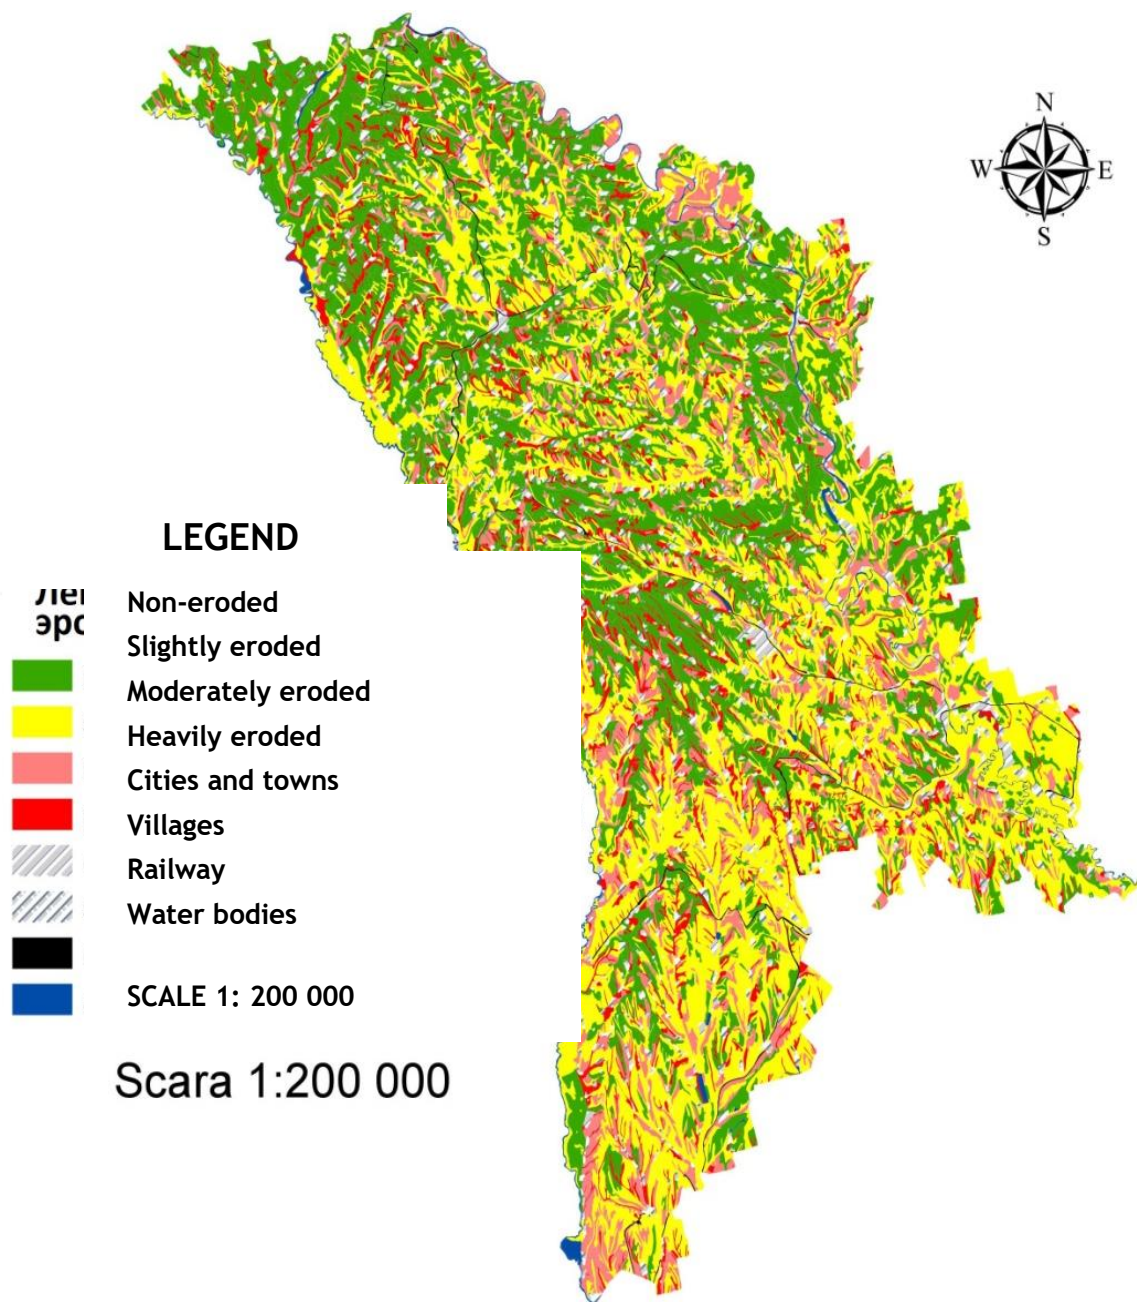 N
W E
S
LEGEND
Non-eroded
Slightly eroded
Moderately eroded
Heavily eroded
Cities and towns
Villages
Railway
Water bodies
SCALE 1: 200 000
Scara 1:200 000